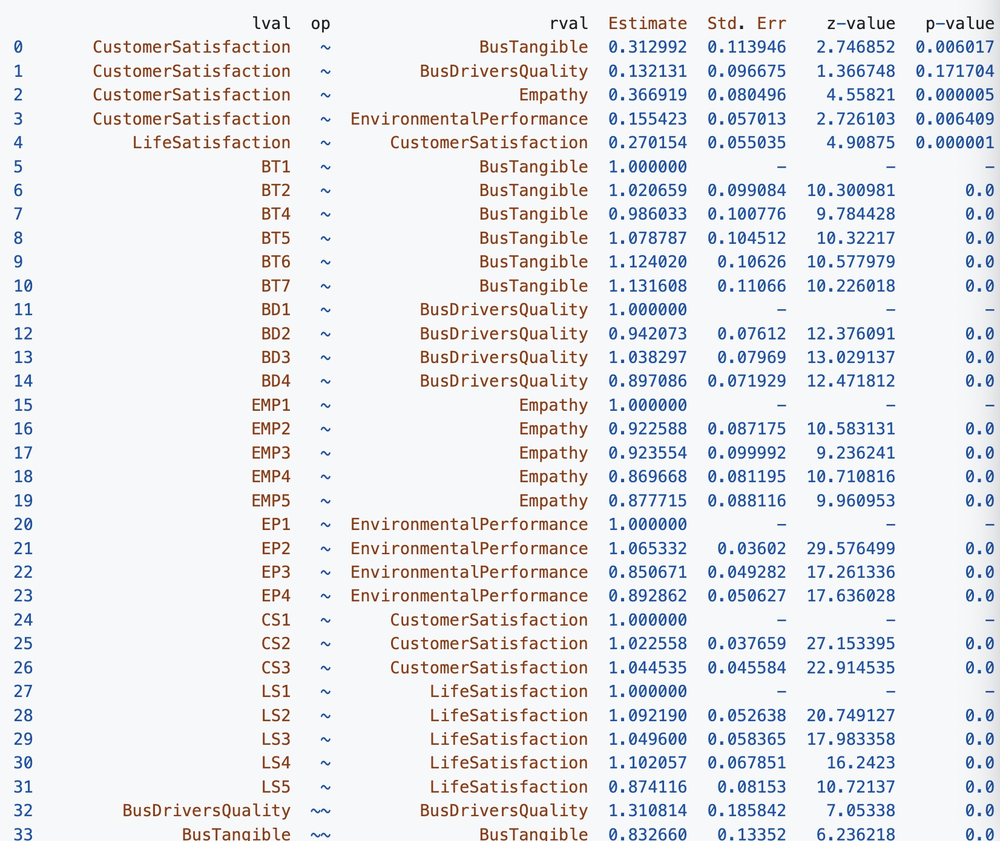 lval op rval Estimate Std. Err z-value p-value
0 CustomerSatisfaction ~ BusTangible 0.312992 0.113946 2.746852 0.006017
1 CustomerSatisfaction ~ BusDriversQuality 0.132131 0.096675 1.366748 0.171704
2 CustomerSatisfaction ~ Empathy 0.366919 0.080496 4.55821 0.000005
3 CustomerSatisfaction ~ EnvironmentalPerformance 0.155423 0.057013 2.726103 0.006409
4 LifeSatisfaction ~ CustomerSatisfaction 0.270154 0.055035 4.90875 0.000001
5 BT1 ~ BusTangible 1.000000 - - -
6 BT2 ~ BusTangible 1.020659 0.099084 10.300981 0.0
7 BT4 ~ BusTangible 0.986033 0.100776 9.784428 0.0
8 BT5 ~ BusTangible 1.078787 0.104512 10.32217 0.0
9 BT6 ~ BusTangible 1.124020 0.10626 10.577979 0.0
10 BT7 ~ BusTangible 1.131608 0.11066 10.226018 0.0
11 BD1 ~ BusDriversQuality 1.000000 - - -
12 BD2 ~ BusDriversQuality 0.942073 0.07612 12.376091 0.0
13 BD3 ~ BusDriversQuality 1.038297 0.07969 13.029137 0.0
14 BD4 ~ BusDriversQuality 0.897086 0.071929 12.471812 0.0
15 EMP1 ~ Empathy 1.000000 - - -
16 EMP2 ~ Empathy 0.922588 0.087175 10.583131 0.0
17 EMP3 ~ Empathy 0.923554 0.099992 9.236241 0.0
18 EMP4 ~ Empathy 0.869668 0.081195 10.710816 0.0
19 EMP5 ~ Empathy 0.877715 0.088116 9.960953 0.0
20 EP1 ~ EnvironmentalPerformance 1.000000 - - -
21 EP2 ~ EnvironmentalPerformance 1.065332 0.03602 29.576499 0.0
22 EP3 ~ EnvironmentalPerformance 0.850671 0.049282 17.261336 0.0
23 EP4 ~ EnvironmentalPerformance 0.892862 0.050627 17.636028 0.0
24 CS1 ~ CustomerSatisfaction 1.000000 - - -
25 CS2 ~ CustomerSatisfaction 1.022558 0.037659 27.153395 0.0
26 CS3 ~ CustomerSatisfaction 1.044535 0.045584 22.914535 0.0
27 LS1 ~ LifeSatisfaction 1.000000 - - -
28 LS2 ~ LifeSatisfaction 1.092190 0.052638 20.749127 0.0
29 LS3 ~ LifeSatisfaction 1.049600 0.058365 17.983358 0.0
30 LS4 ~ LifeSatisfaction 1.102057 0.067851 16.2423 0.0
31 LS5 ~ LifeSatisfaction 0.874116 0.08153 10.72137 0.0
32 BusDriversQuality ~~ BusDriversQuality 1.310814 0.185842 7.05338 0.0
33 BusTangible ~~ BusTangible 0.832660 0.13352 6.236218 0.0